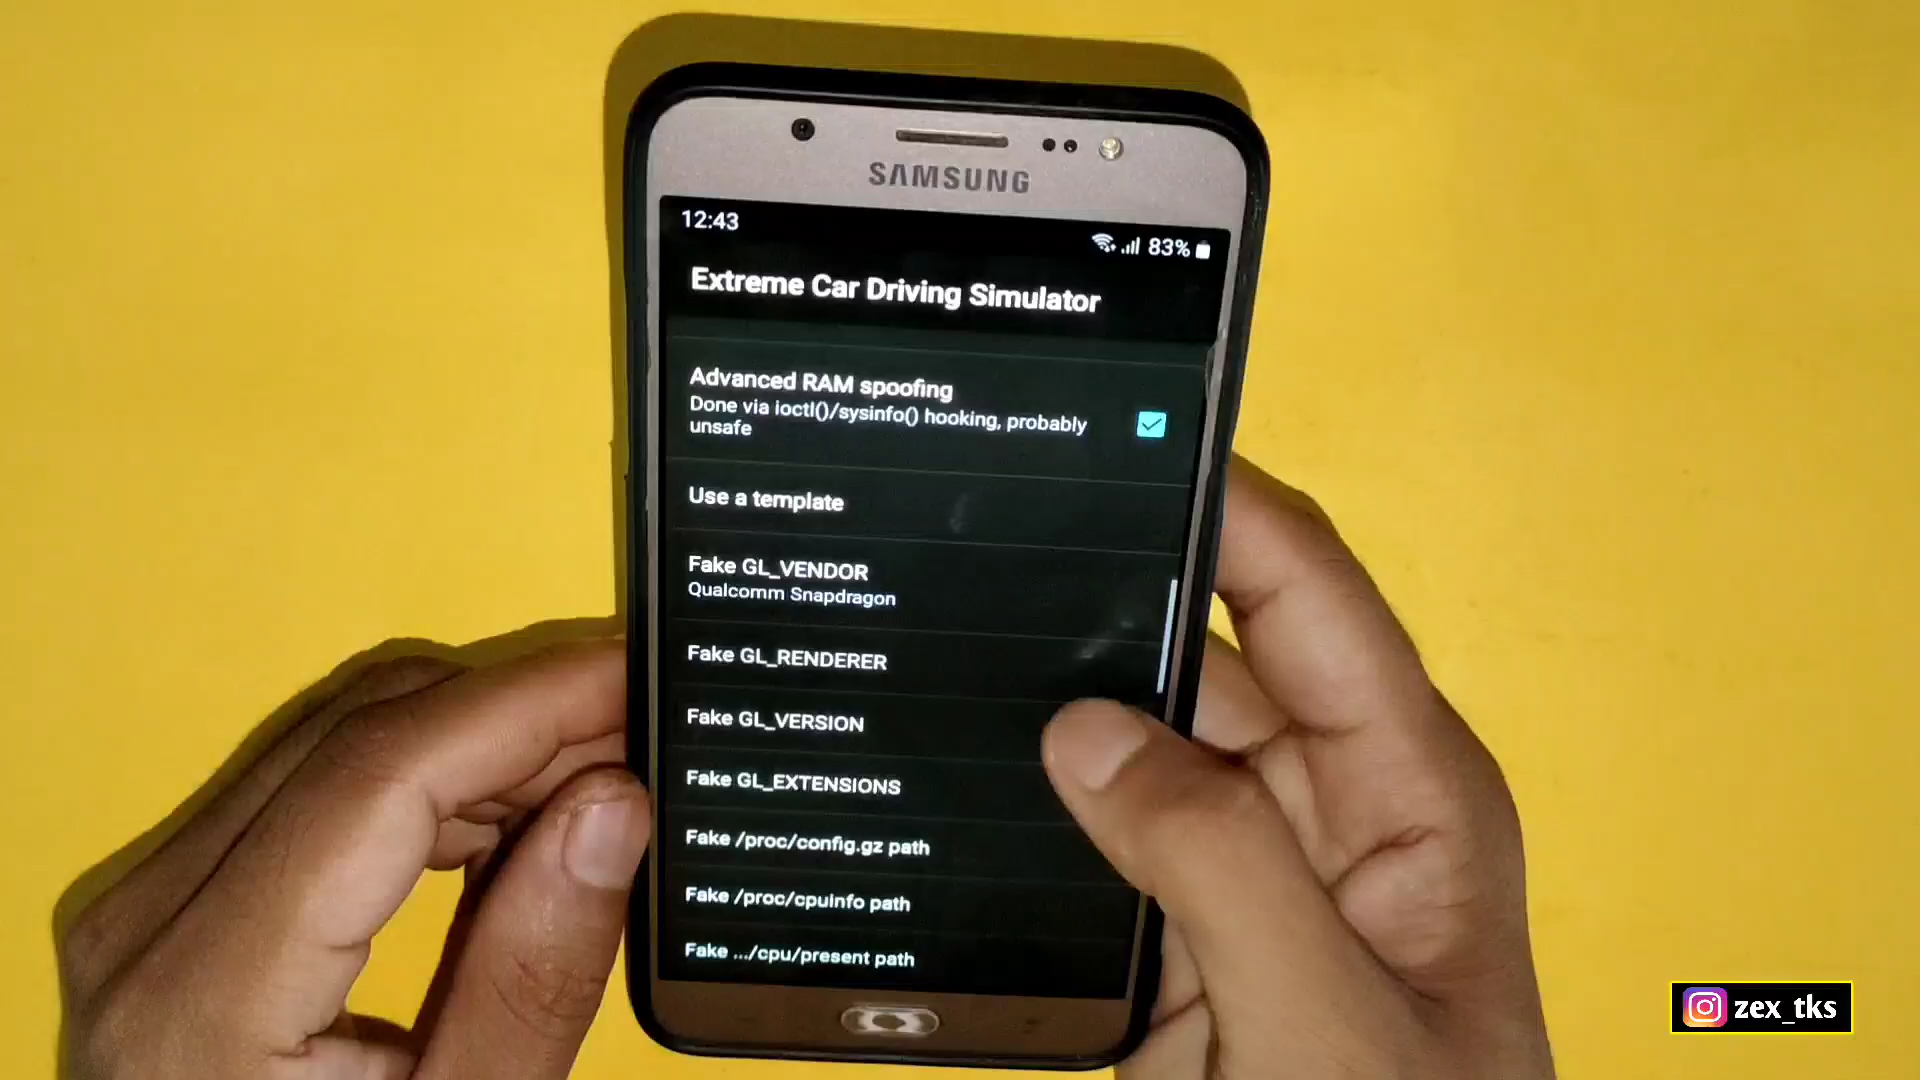 SAMSUNG
12:43
83%
Extreme Car Driving Simulator
Advanced RAM spoofing
Done via ioctl()/sysinfo() hooking, probably
unsafe
Use a template
Fake GL_VENDOR
Qualcomm Snapdragon
Fake GL_RENDERER
Fake GL_VERSION
Fake GL_EXTENSIONS
Fake /proc/config.gz path
Fake /proc/cpuinfo path
Fake .../cpu/present path
zex_tks